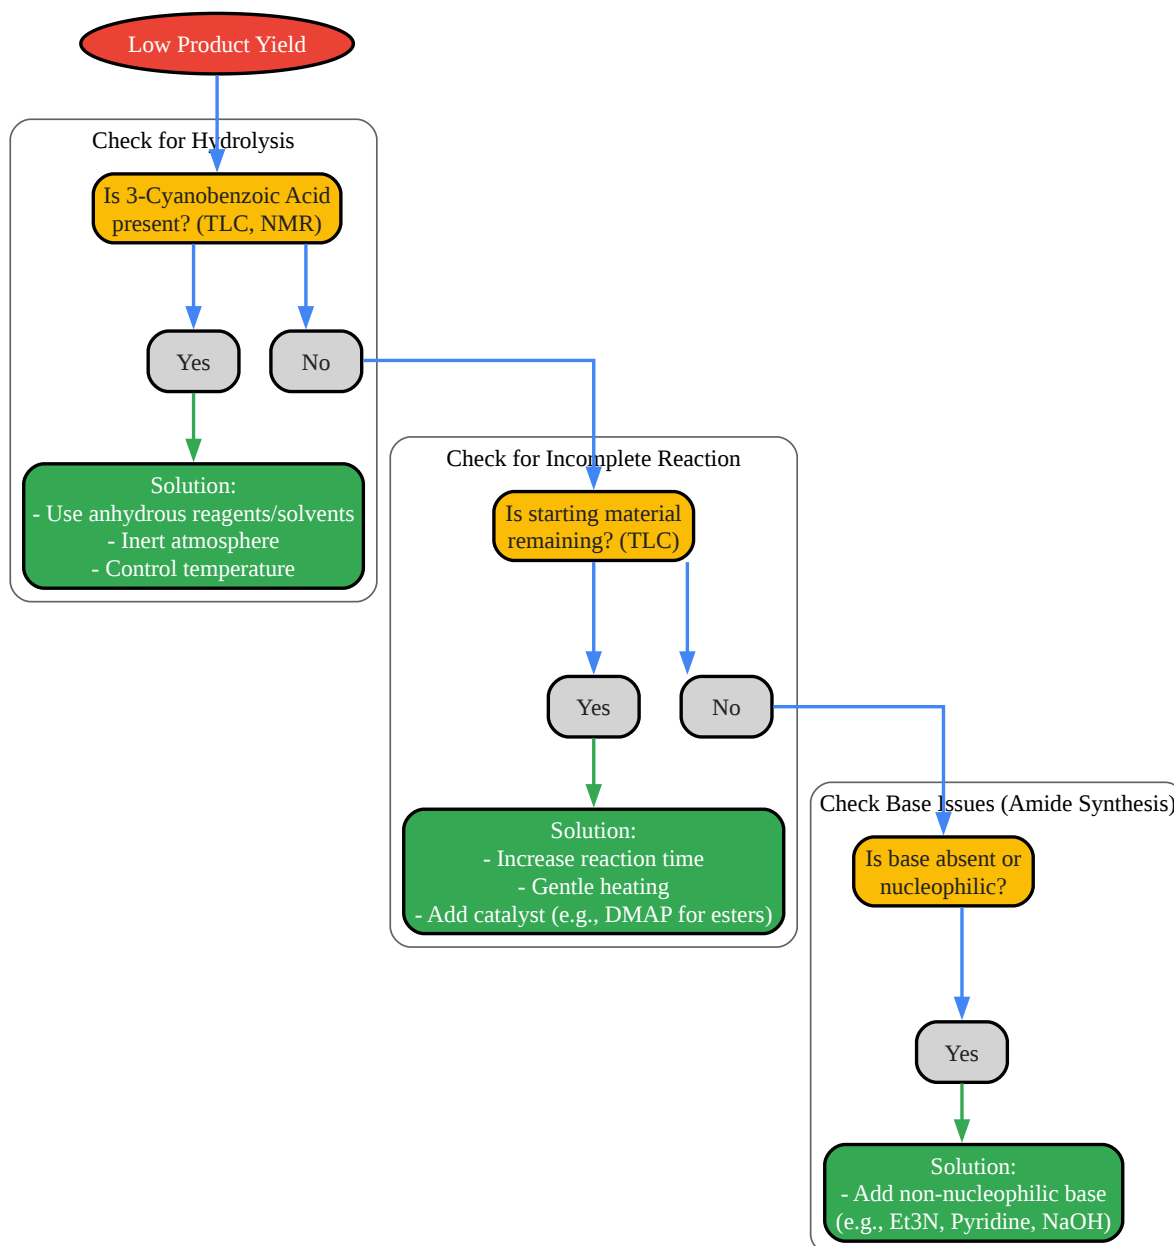 Low Product Yield
Check for Hydrolysis
Is 3-Cyanobenzoic Acid
present? (TLC, NMR)
Yes
No
Solution:
- Use anhydrous reagents/solvents
- Inert atmosphere
- Control temperature
Check for Incomplete Reaction
Is starting material
remaining? (TLC)
Yes
No
Solution:
- Increase reaction time
- Gentle heating
- Add catalyst (e.g., DMAP for esters)
Check Base Issues (Amide Synthesis)
Is base absent or
nucleophilic?
Yes
Solution:
- Add non-nucleophilic base
(e.g., Et3N, Pyridine, NaOH)